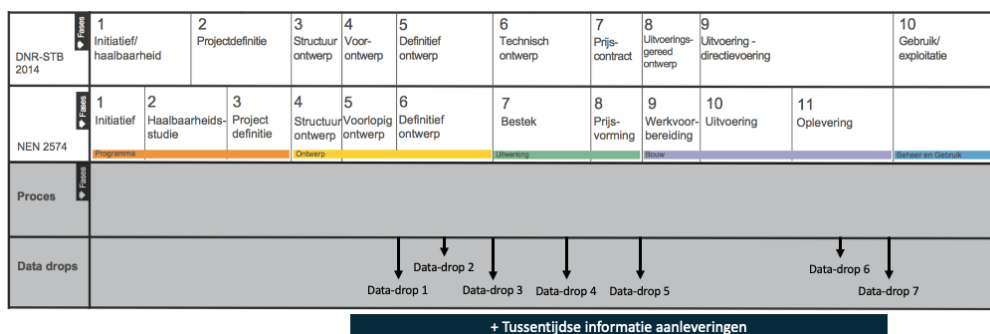 Fases
DNR-STB
2014
1
Initiatief/
haalbaarheid
2
Projectdefinitie
3
Structuur
ontwerp
4
Voor-
ontwerp
5
Definitief
ontwerp
6
Technisch
ontwerp
7
Prijs-
contract
8
Uitvoerings-
gereed
ontwerp
9
Uitvoering -
directievoering
10
Gebruik/
exploitatie
Fases
NEN 2574
1
Initiatief
2
Haalbaarheids-
studie
3
Project
definitie
4
Structuur
ontwerp
5
Voorlopig
ontwerp
6
Definitief
ontwerp
7
Bestek
8
Prijs-
vorming
9
Werkvoor-
bereiding
10
Uitvoering
11
Oplevering
Programma
Ontwerp
Uitwerking
Bouw
Beheer en Gebruik
Fases
Proces
Data drops
Data-drop 1
Data-drop 2
Data-drop 3
Data-drop 4
Data-drop 5
Data-drop 6
Data-drop 7
+ Tussentijdse informatie aanleveringen